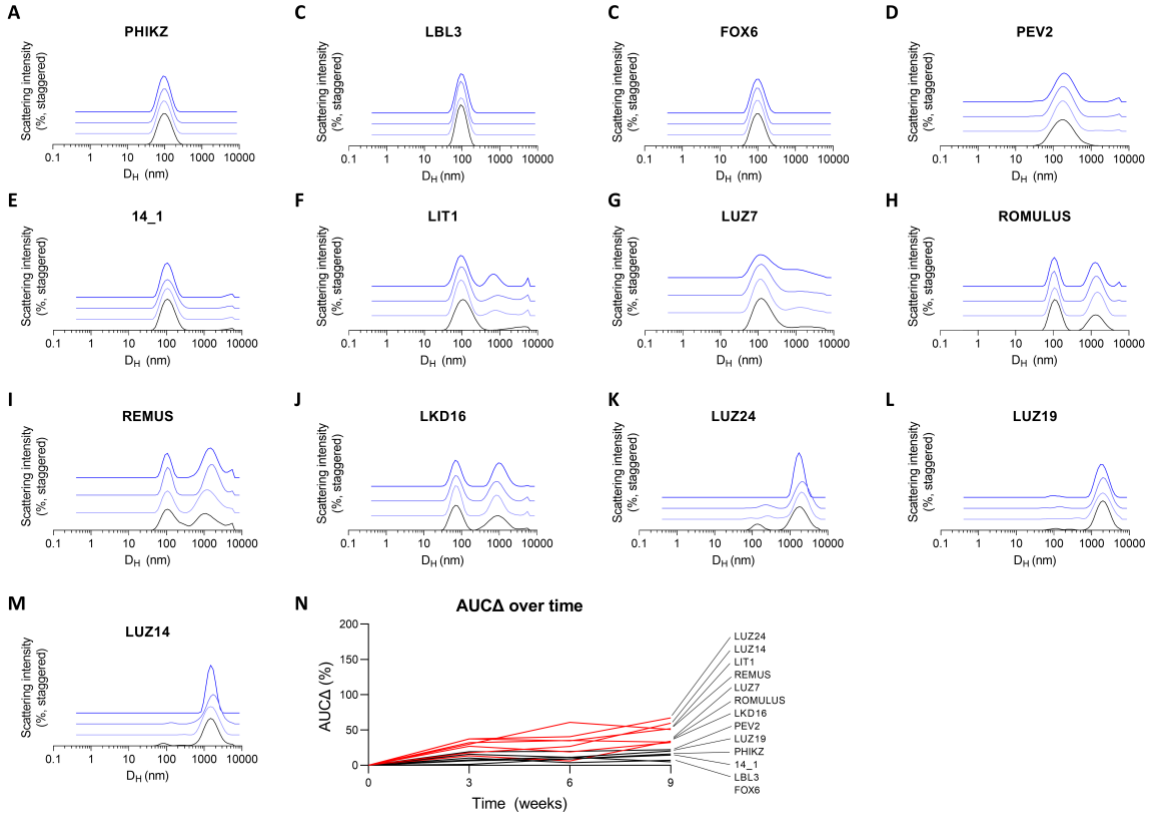 A
PHIKZ
Scattering intensity
(%, staggered)
0.1 1 10 100 1000 10000
DH (nm)
C
LBL3
Scattering intensity
(%, staggered)
0.1 1 10 100 1000 10000
DH (nm)
C
FOX6
Scattering intensity
(%, staggered)
0.1 1 10 100 1000 10000
DH (nm)
D
PEV2
Scattering intensity
(%, staggered)
0.1 1 10 100 1000 10000
DH (nm)
E
14_1
Scattering intensity
(%, staggered)
0.1 1 10 100 1000 10000
DH (nm)
F
LIT1
Scattering intensity
(%, staggered)
0.1 1 10 100 1000 10000
DH (nm)
G
LUZ7
Scattering intensity
(%, staggered)
0.1 1 10 100 1000 10000
DH (nm)
H
ROMULUS
Scattering intensity
(%, staggered)
0.1 1 10 100 1000 10000
DH (nm)
I
REMUS
Scattering intensity
(%, staggered)
0.1 1 10 100 1000 10000
DH (nm)
J
LKD16
Scattering intensity
(%, staggered)
0.1 1 10 100 1000 10000
DH (nm)
K
LUZ24
Scattering intensity
(%, staggered)
0.1 1 10 100 1000 10000
DH (nm)
L
LUZ19
Scattering intensity
(%, staggered)
0.1 1 10 100 1000 10000
DH (nm)
M
LUZ14
Scattering intensity
(%, staggered)
0.1 1 10 100 1000 10000
DH (nm)
N
AUCΔ over time
AUCΔ (%)
200
150
100
50
0
0 3 6 9
Time (weeks)
LUZ24
LUZ14
LIT1
REMUS
LUZ7
ROMULUS
LKD16
PEV2
LUZ19
PHIKZ
14_1
LBL3
FOX6